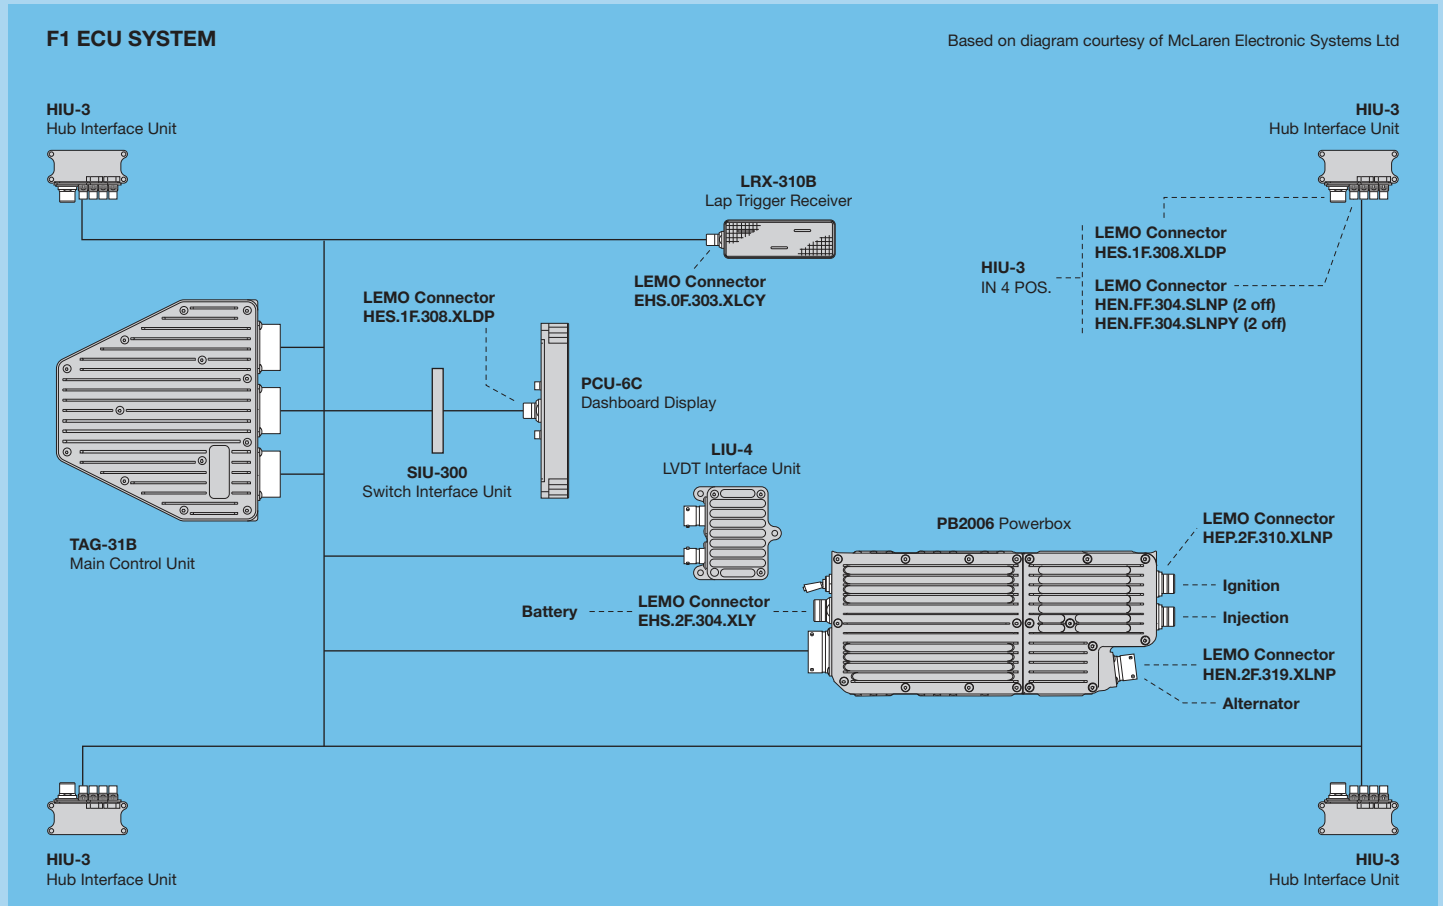 F1 ECU SYSTEM
Based on diagram courtesy of McLaren Electronic Systems Ltd
HIU-3
Hub Interface Unit
HIU-3
Hub Interface Unit
LRX-310B
Lap Trigger Receiver
LEMO Connector
EHS.0F.303.XLCY
HIU-3
IN 4 POS.
LEMO Connector
HES.1F.308.XLDP
LEMO Connector
HEN.FF.304.SLNP (2 off)
HEN.FF.304.SLNPY (2 off)
LEMO Connector
HES.1F.308.XLDP
PCU-6C
Dashboard Display
SIU-300
Switch Interface Unit
LIU-4
LVDT Interface Unit
TAG-31B
Main Control Unit
PB2006 Powerbox
LEMO Connector
HEP.2F.310.XLNP
Ignition
Injection
Battery
LEMO Connector
EHS.2F.304.XLY
LEMO Connector
HEN.2F.319.XLNP
Alternator
HIU-3
Hub Interface Unit
HIU-3
Hub Interface Unit